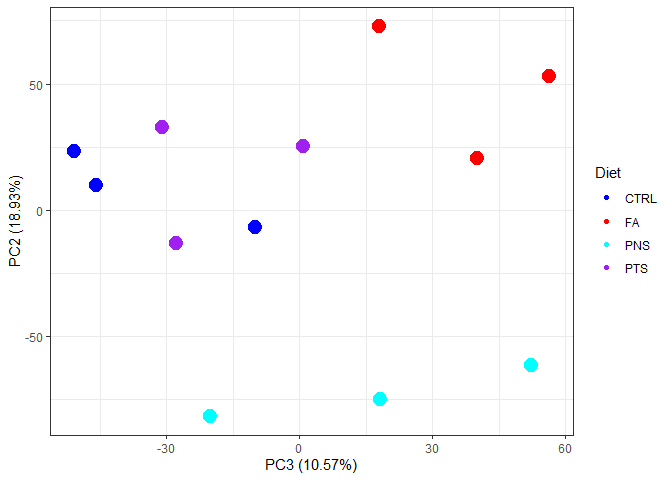 50
0
-50
PC2 (18.93%)
-30
0
30
60
PC3 (10.57%)
Diet
CTRL
FA
PNS
PTS